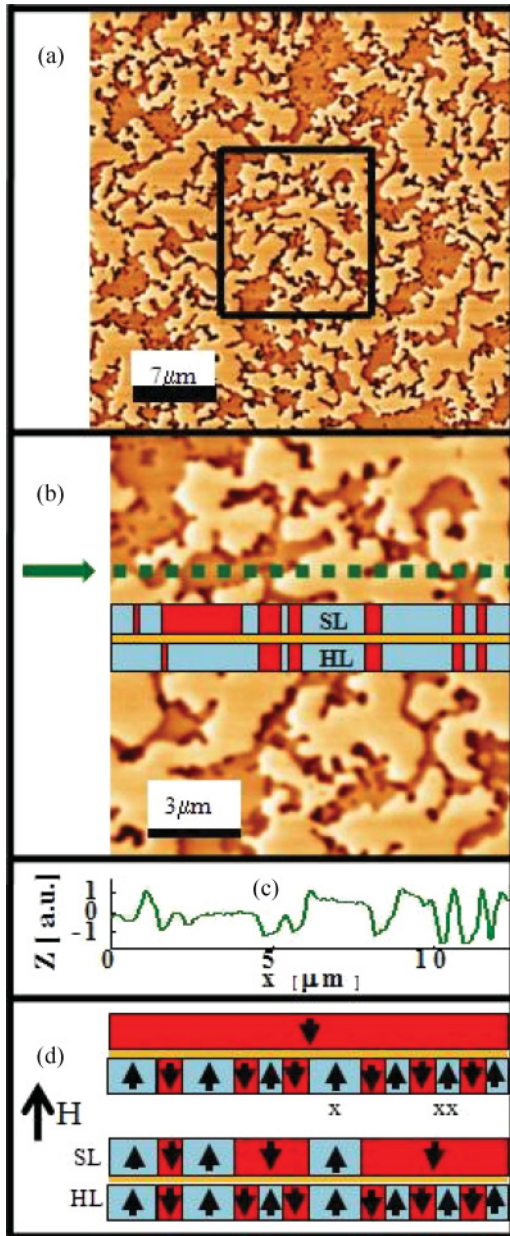 (a)
7μm
(b)
SL
HL
3μm
(c)
Z [ a.u.]
1
0
-1
0 5 10
x [ μm ]
(d)
H
x xx
SL
HL